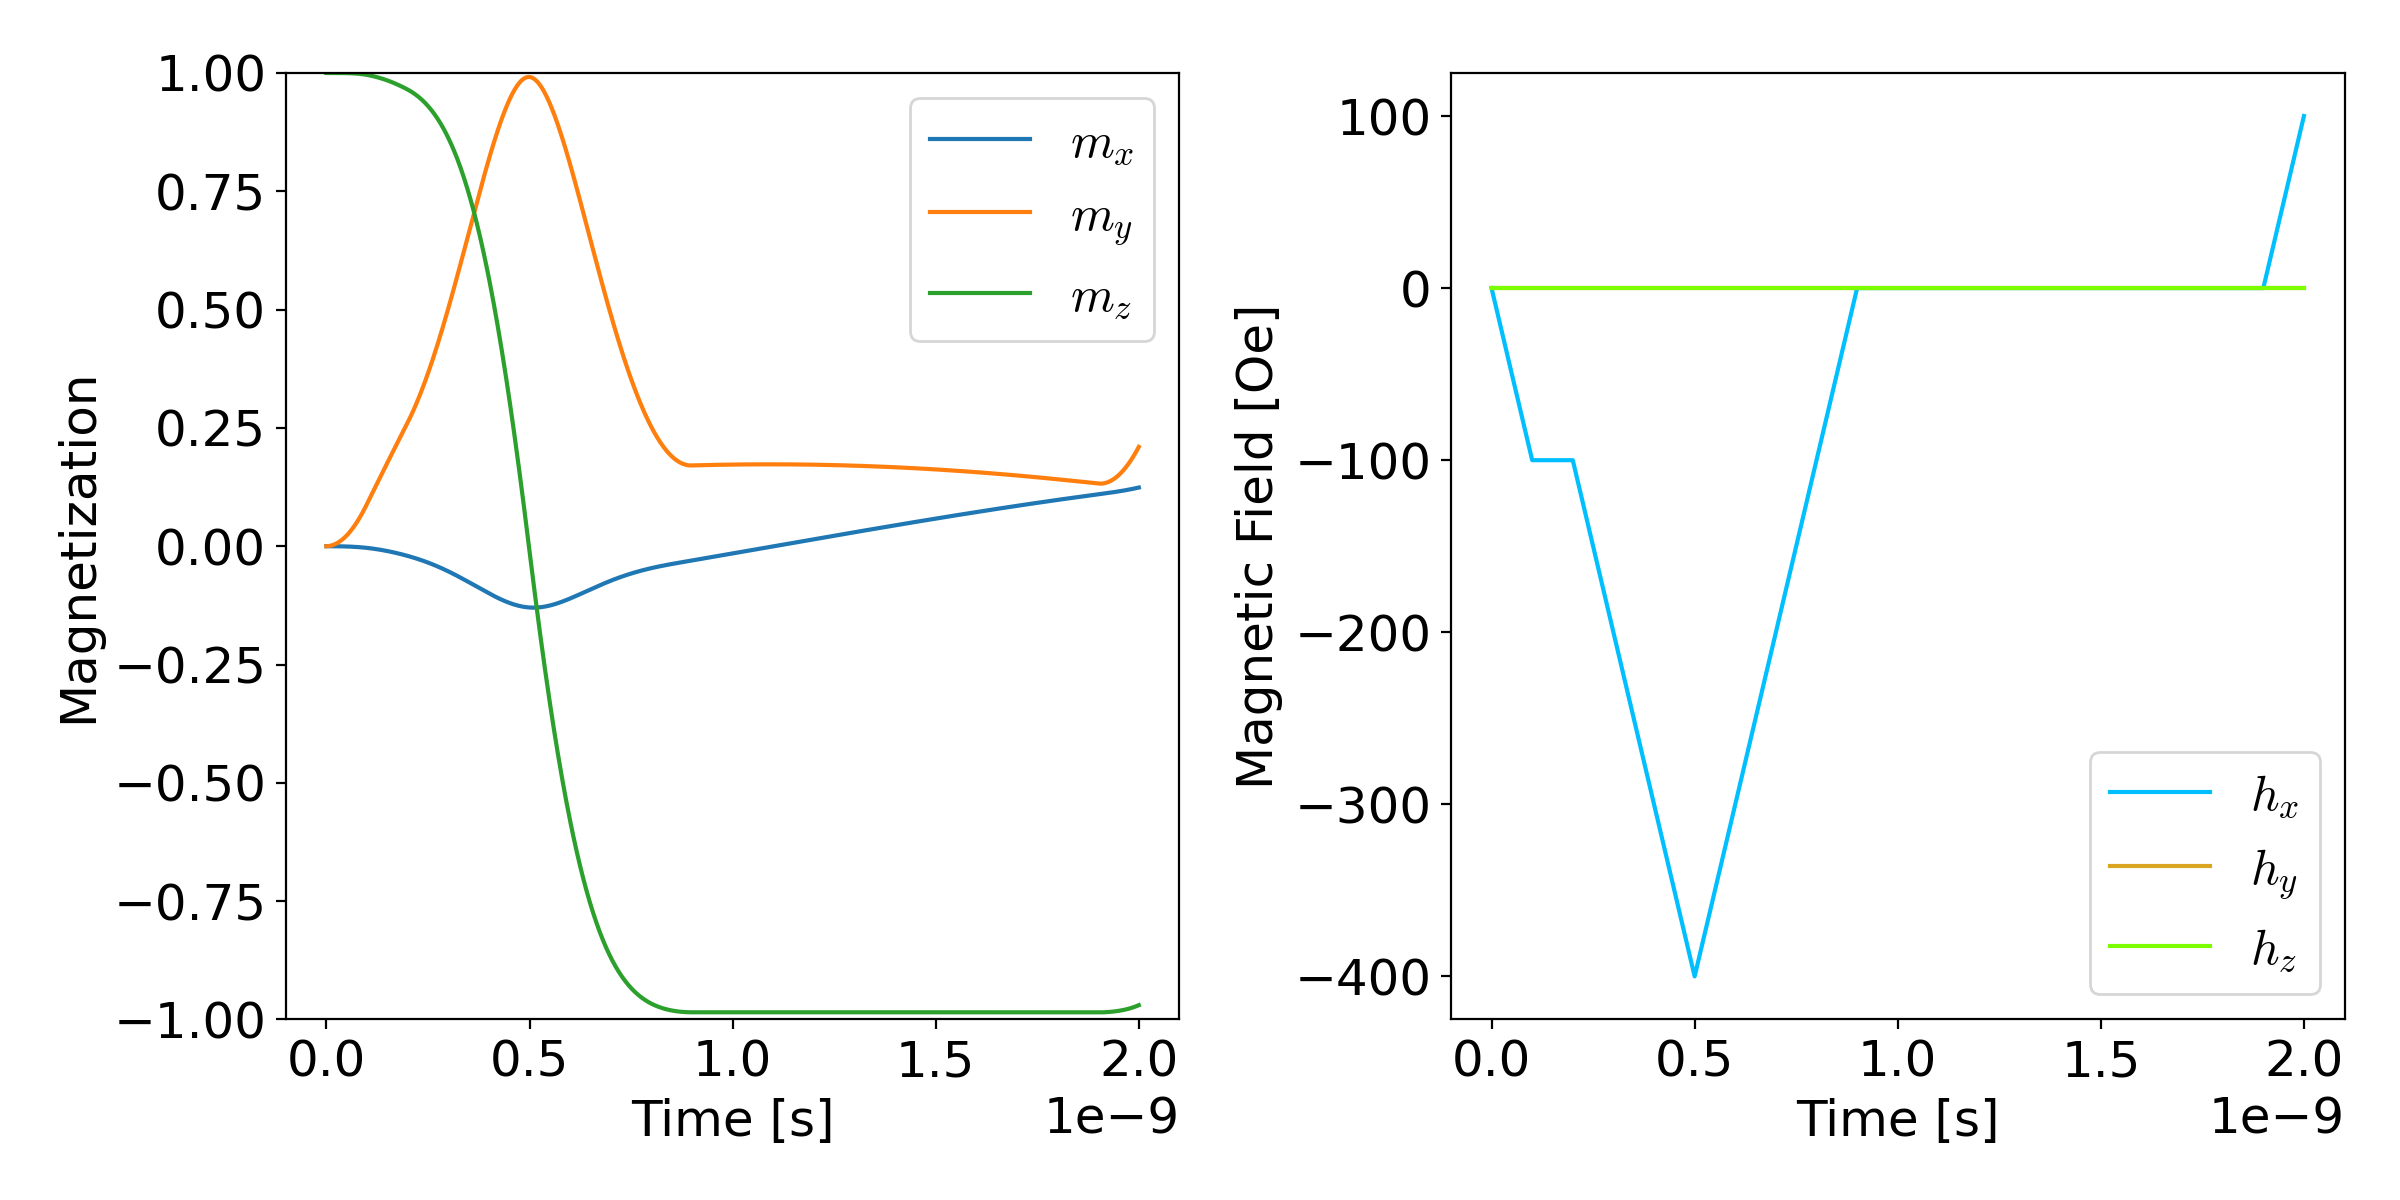 Magnetization
1.00
0.75
0.50
0.25
0.00
−0.25
−0.50
−0.75
−1.00
0.0 0.5 1.0 1.5 2.0
Time [s]
1e−9
m_x
m_y
m_z
Magnetic Field [Oe]
100
0
−100
−200
−300
−400
0.0 0.5 1.0 1.5 2.0
Time [s]
1e−9
h_x
h_y
h_z